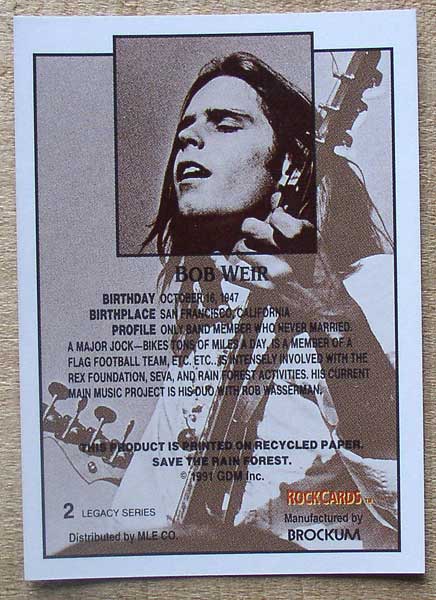 BOB WEIR
BIRTHDAY OCTOBER 16, 1947
BIRTHPLACE SAN FRANCISCO, CALIFORNIA
PROFILE ONLY BAND MEMBER WHO NEVER MARRIED.
A MAJOR JOCK—BIKES TONS OF MILES A DAY, IS A MEMBER OF
FLAG FOOTBALL TEAM, ETC. ETC.. IS INTENSELY INVOLVED WITH THE
REX FOUNDATION, SEVA, AND RAIN FOREST ACTIVITIES. HIS CURRENT
MAIN MUSIC PROJECT IS HIS DUO WITH ROB WASSERMAN.
THIS PRODUCT IS PRINTED ON RECYCLED PAPER.
SAVE THE RAIN FOREST.
© 1991 GDM Inc.
ROCKCARDS T.M.
2 LEGACY SERIES
Manufactured by
Distributed by MLE CO.
BROCKUM